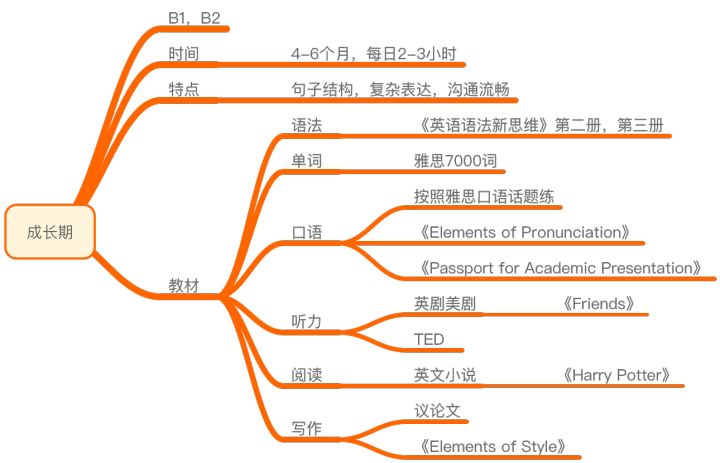 成长期
B1，B2
时间
4-6个月，每日2-3小时
特点
句子结构，复杂表达，沟通流畅
教材
语法
《英语语法新思维》第二册，第三册
单词
雅思7000词
口语
按照雅思口语话题练
《Elements of Pronunciation》
《Passport for Academic Presentation》
听力
英剧美剧
《Friends》
TED
阅读
英文小说
《Harry Potter》
写作
议论文
《Elements of Style》